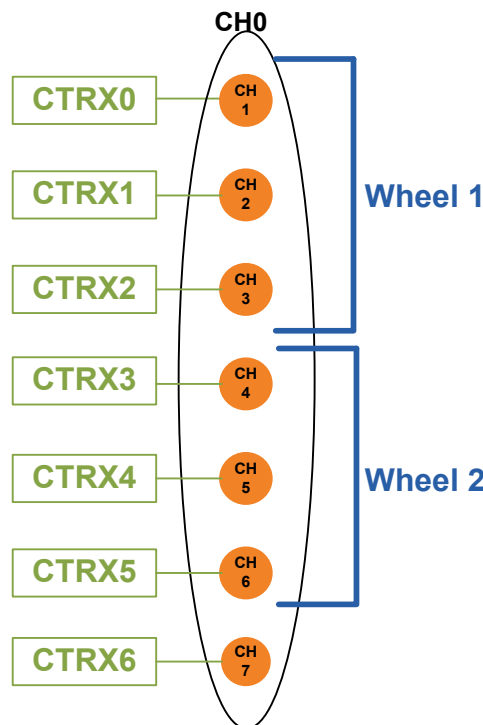 CH0
CTRX0
CH
1
CTRX1
CH
2
Wheel 1
CTRX2
CH
3
CTRX3
CH
4
CTRX4
CH
5
Wheel 2
CTRX5
CH
6
CTRX6
CH
7